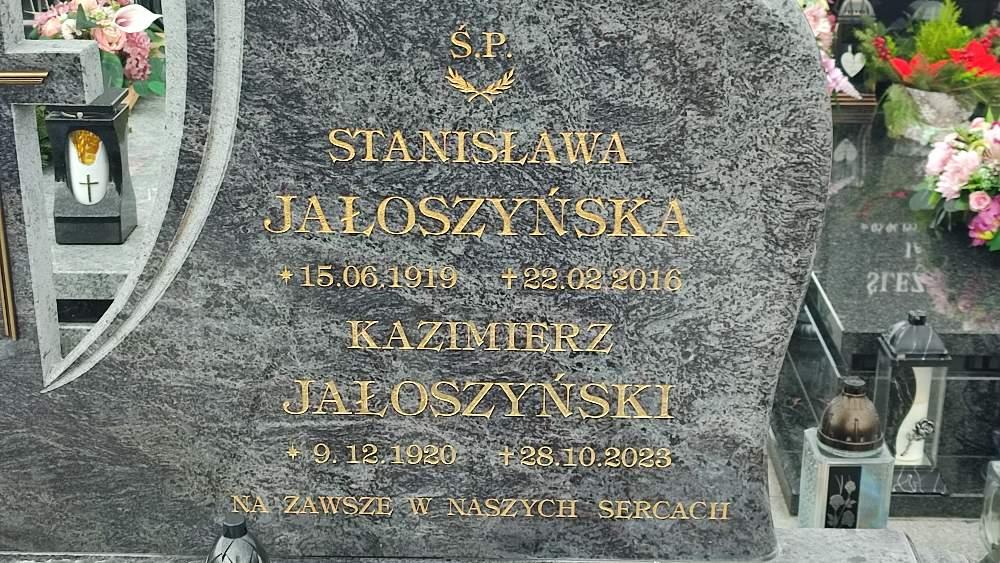 Ś.P.
STANISŁAWA
JAŁOSZYŃSKA
* 15.06.1919 ✝ 22.02.2016
KAZIMIERZ
JAŁOSZYŃSKI
* 9.12.1920 ✝ 28.10.2023
NA ZAWSZE W NASZYCH SERCACH